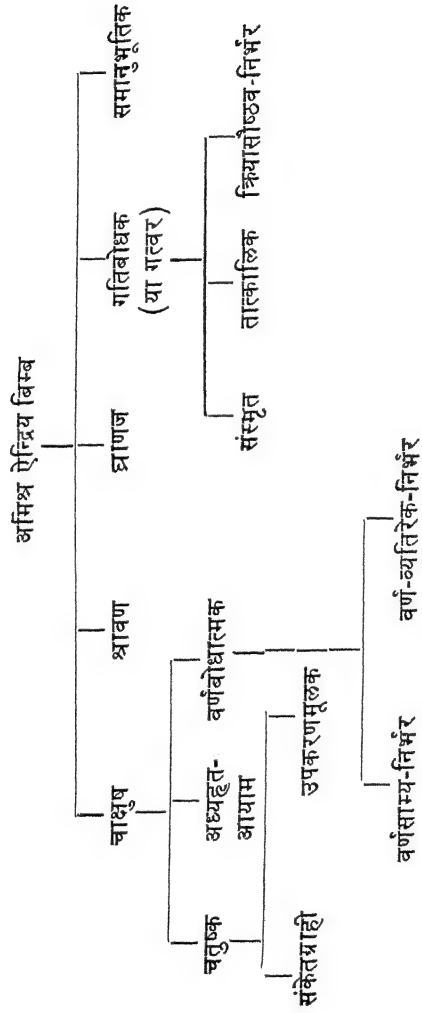 अमिश्र ऐन्द्रिय बिम्ब
चाक्षुष श्रावण घ्राणज गतिबोधक समानुभूतिक
(या गत्वर)
चतुष्क अध्याहृत- वर्णबोधात्मक संस्मृत तात्कालिक क्रियासौष्ठव-निर्भर
आयाम
संकेतग्राही उपकरणमूलक
वर्णसाम्य-निर्भर वर्ण-व्यतिरेक-निर्भर